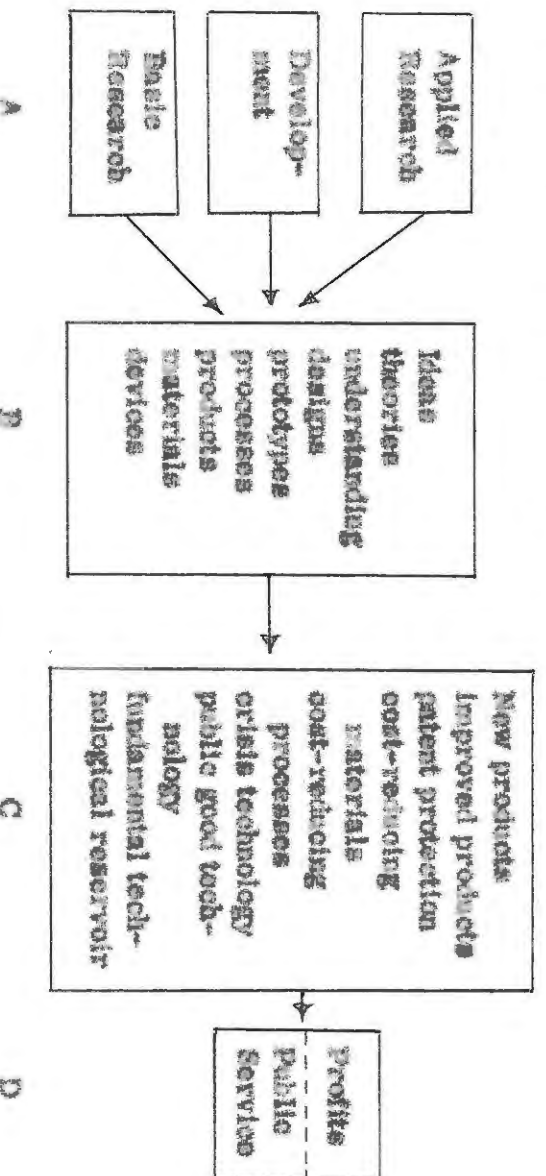 Applied
Research
Develop-
ment
Basic
Research
A
Ideas
theories
understanding
designs
prototypes
processes
products
materials
devices
B
New products
improved products
patent protection
cost-reducing
materials
cost-reducing
processes
crisis technology
public good tech-
nology
fundamental tech-
nological reservoir
C
Profits
Public
Service
D